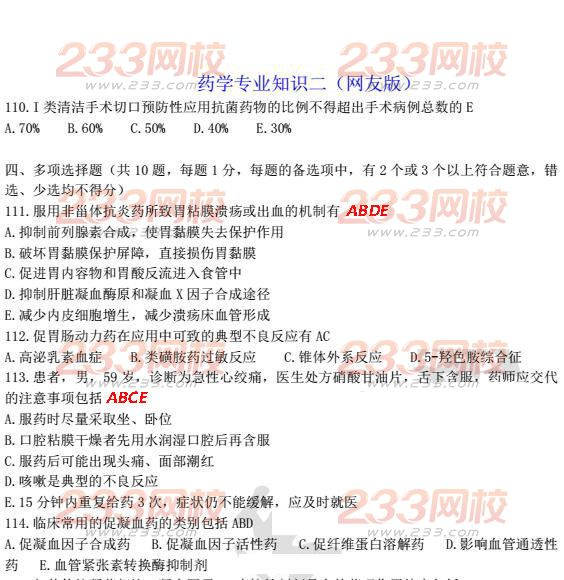 233网校 233网校
www.233.com www.233.com
药学专业知识二（网友版）
110.I 类清洁手术切口预防性应用抗菌药物的比例不得超出手术病例总数的 E
A.70% B.60% C.50% D.40% E.30%
四、多项选择题（共 10 题，每题 1 分，每题的备选项中，有 2 个或 3 个以上符合题意，错
选、少选均不得分）
111.服用非甾体抗炎药所致胃粘膜溃疡或出血的机制有 ABDE
A.抑制前列腺素合成，使胃黏膜失去保护作用
B.破坏胃黏膜保护屏障，直接损伤胃黏膜
C.促进胃内容物和胃酸反流进入食管中
D.抑制肝脏凝血酶原和凝血 X 因子合成途径
E.减少内皮细胞增生，减少溃疡床血管形成
112.促胃肠动力药在应用中可致的典型不良反应有 AC
A.高泌乳素血症 B.类磺胺药过敏反应 C.锥体外系反应 D.5-羟色胺综合征
113.患者，男，59 岁，诊断为急性心绞痛，医生处方硝酸甘油片，舌下含服，药师应交代
的注意事项包括 ABCE
A.服药时尽量采取坐、卧位
B.口腔粘膜干燥者先用水润湿口腔后再含服
C.服药后可能出现头痛、面部潮红
D.咳嗽是典型的不良反应
E.15 分钟内重复给药 3 次，症状仍不能缓解，应及时就医
114.临床常用的促凝血药的类别包括 ABD
A.促凝血因子合成药 B.促凝血因子活性药 C.促纤维蛋白溶解药 D.影响血管通透性
药 E.血管紧张素转换酶抑制剂